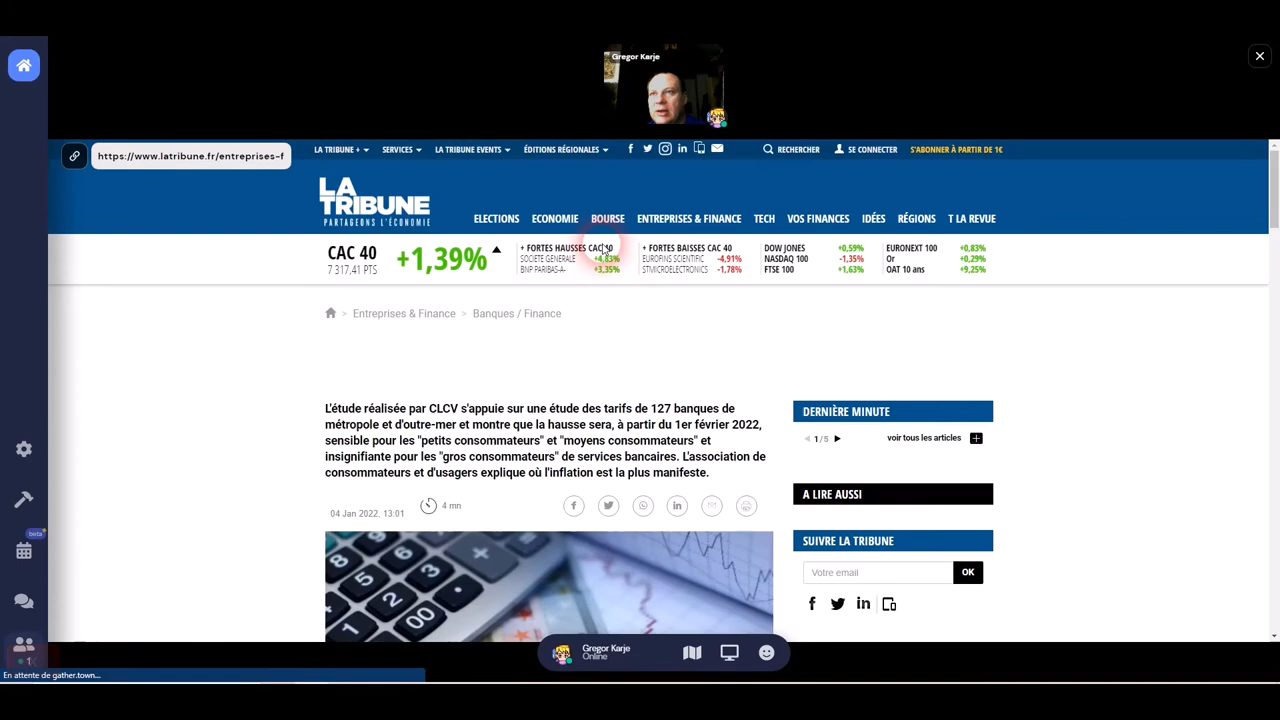 Gregor Karje
https://www.latribune.fr/entreprises-f
LA TRIBUNE +
SERVICES
LA TRIBUNE EVENTS
ÉDITIONS RÉGIONALES
RECHERCHER
SE CONNECTER
S'ABONNER À PARTIR DE 1€
LA
TRIBUNE
PARTAGEONS L'ÉCONOMIE
ELECTIONS
ECONOMIE
BOURSE
ENTREPRISES & FINANCE
TECH
VOS FINANCES
IDÉES
RÉGIONS
T LA REVUE
CAC 40
7 317,41 PTS
+1,39%
+ FORTES HAUSSES CAC 40
SOCIETE GENERALE +4,83%
BNP PARIBAS-A- +3,35%
+ FORTES BAISSES CAC 40
EUROFINS SCIENTIFIC -4,91%
STMICROELECTRONICS -1,78%
DOW JONES +0,59%
NASDAQ 100 -1,35%
FTSE 100 +1,63%
EURONEXT 100 +0,83%
Or +0,29%
OAT 10 ans +9,25%
> Entreprises & Finance > Banques / Finance
L'étude réalisée par CLCV s'appuie sur une étude des tarifs de 127 banques de
métropole et d'outre-mer et montre que la hausse sera, à partir du 1er février 2022,
sensible pour les "petits consommateurs" et "moyens consommateurs" et
insignifiante pour les "gros consommateurs" de services bancaires. L'association de
consommateurs et d'usagers explique où l'inflation est la plus manifeste.
04 Jan 2022, 13:01
4 mn
DERNIÈRE MINUTE
1/5
voir tous les articles
A LIRE AUSSI
SUIVRE LA TRIBUNE
Votre email
OK
beta
Gregor Karje
Online
En attente de gather.town...